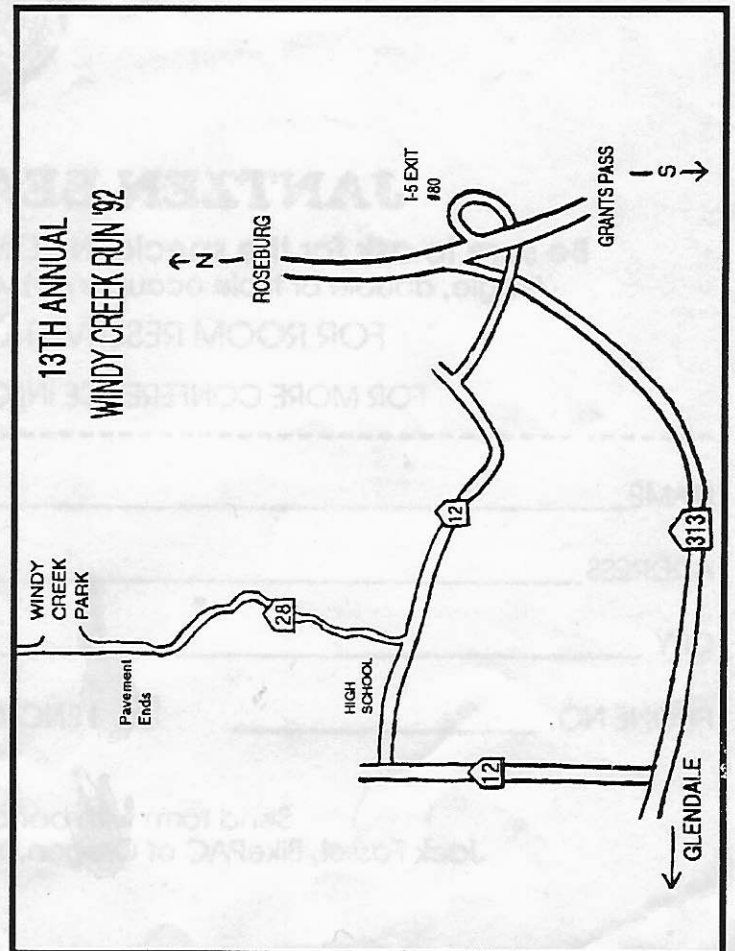 13TH ANNUAL
WINDY CREEK RUN '92
N
ROSEBURG
I-5 EXIT
#80
GRANTS PASS
S
WINDY
CREEK
PARK
Pavement
Ends
28
HIGH
SCHOOL
12
12
313
GLENDALE